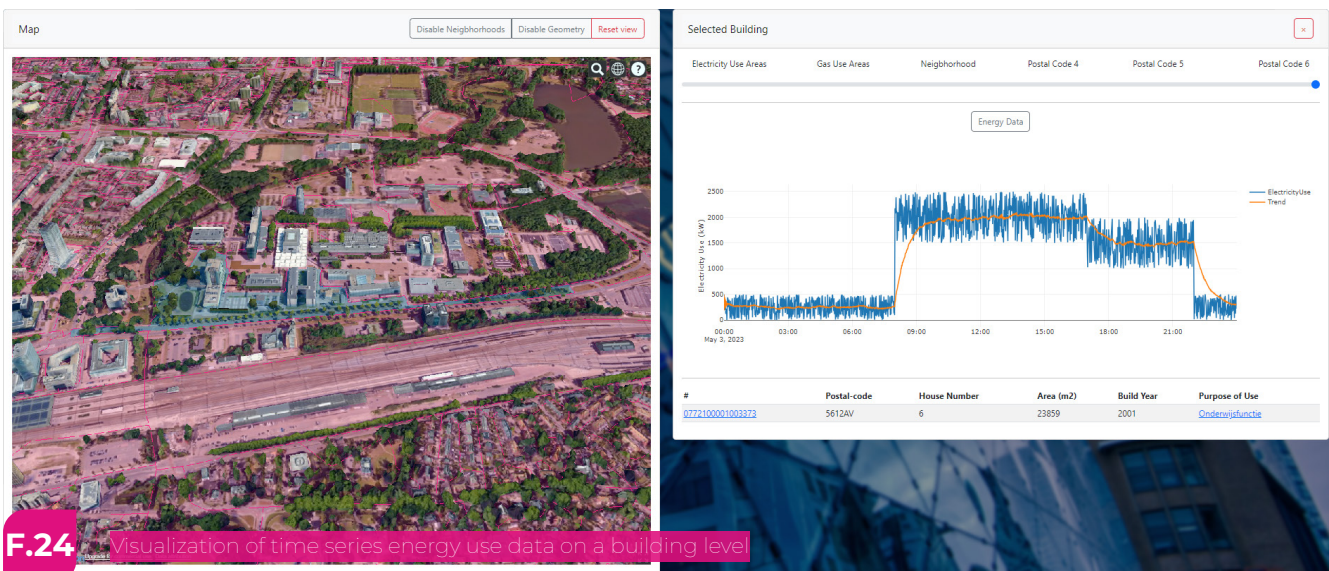 Map
Disable Neigbhorhoods
Disable Geometry
Reset view
?
Selected Building
×
Electricity Use Areas
Gas Use Areas
Neigbhorhood
Postal Code 4
Postal Code 5
Postal Code 6
Energy Data
ElectricityUse
Trend
Electricity Use (kW)
2500
2000
1500
1000
500
0
00:00 03:00 06:00 09:00 12:00 15:00 18:00 21:00
May 3, 2023
# Postal-code House Number Area (m2) Build Year Purpose of Use
0772100001003373 5612AV 6 23859 2001 Onderwijsfunctie
F.24 Visualization of time series energy use data on a building level